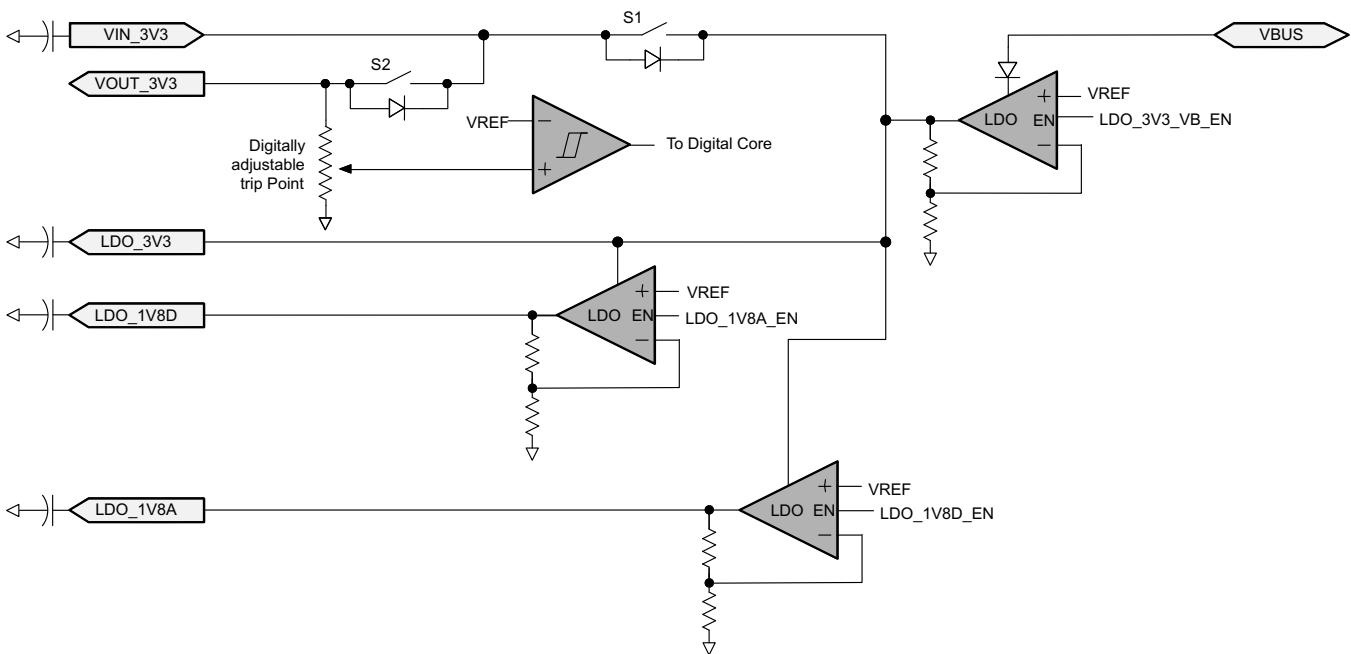 VIN_3V3
S1
VBUS
S2
VOUT_3V3
VREF
To Digital Core
Digitally
adjustable
trip Point
VREF
LDO
EN
LDO_3V3_VB_EN
LDO_3V3
VREF
LDO
EN
LDO_1V8A_EN
LDO_1V8D
VREF
LDO
EN
LDO_1V8D_EN
LDO_1V8A